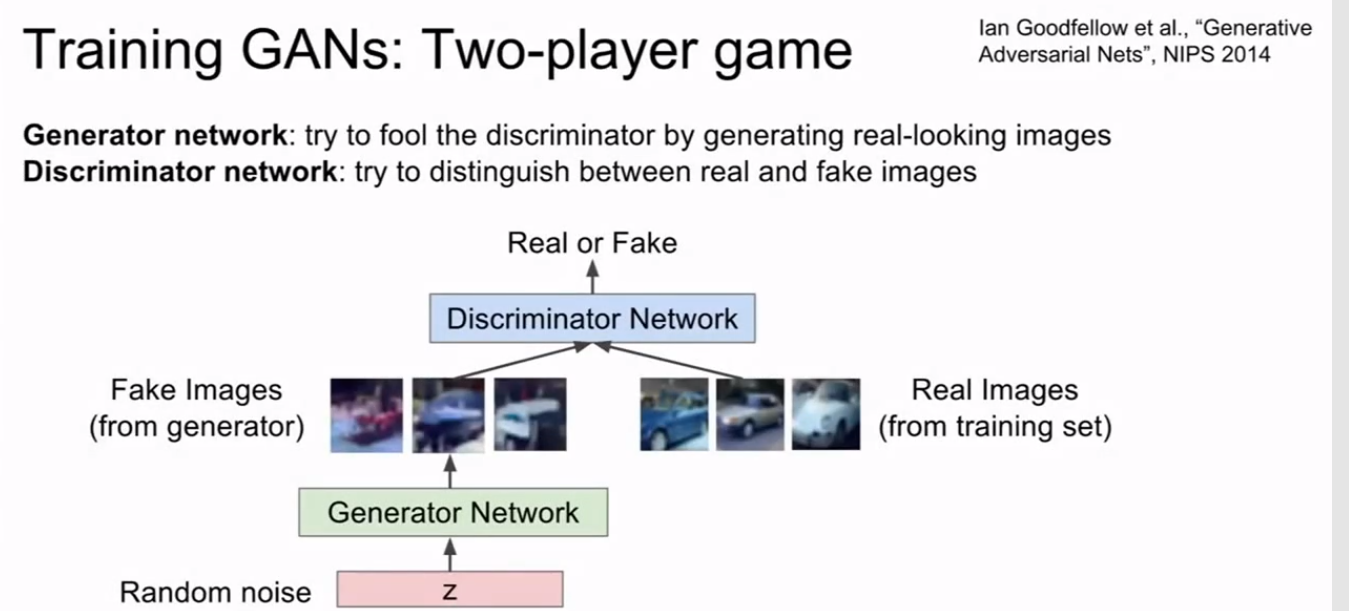 Training GANs: Two-player game
Ian Goodfellow et al., “Generative
Adversarial Nets”, NIPS 2014
Generator network: try to fool the discriminator by generating real-looking images
Discriminator network: try to distinguish between real and fake images
Real or Fake
Discriminator Network
Fake Images
(from generator)
Real Images
(from training set)
Generator Network
Random noise
z